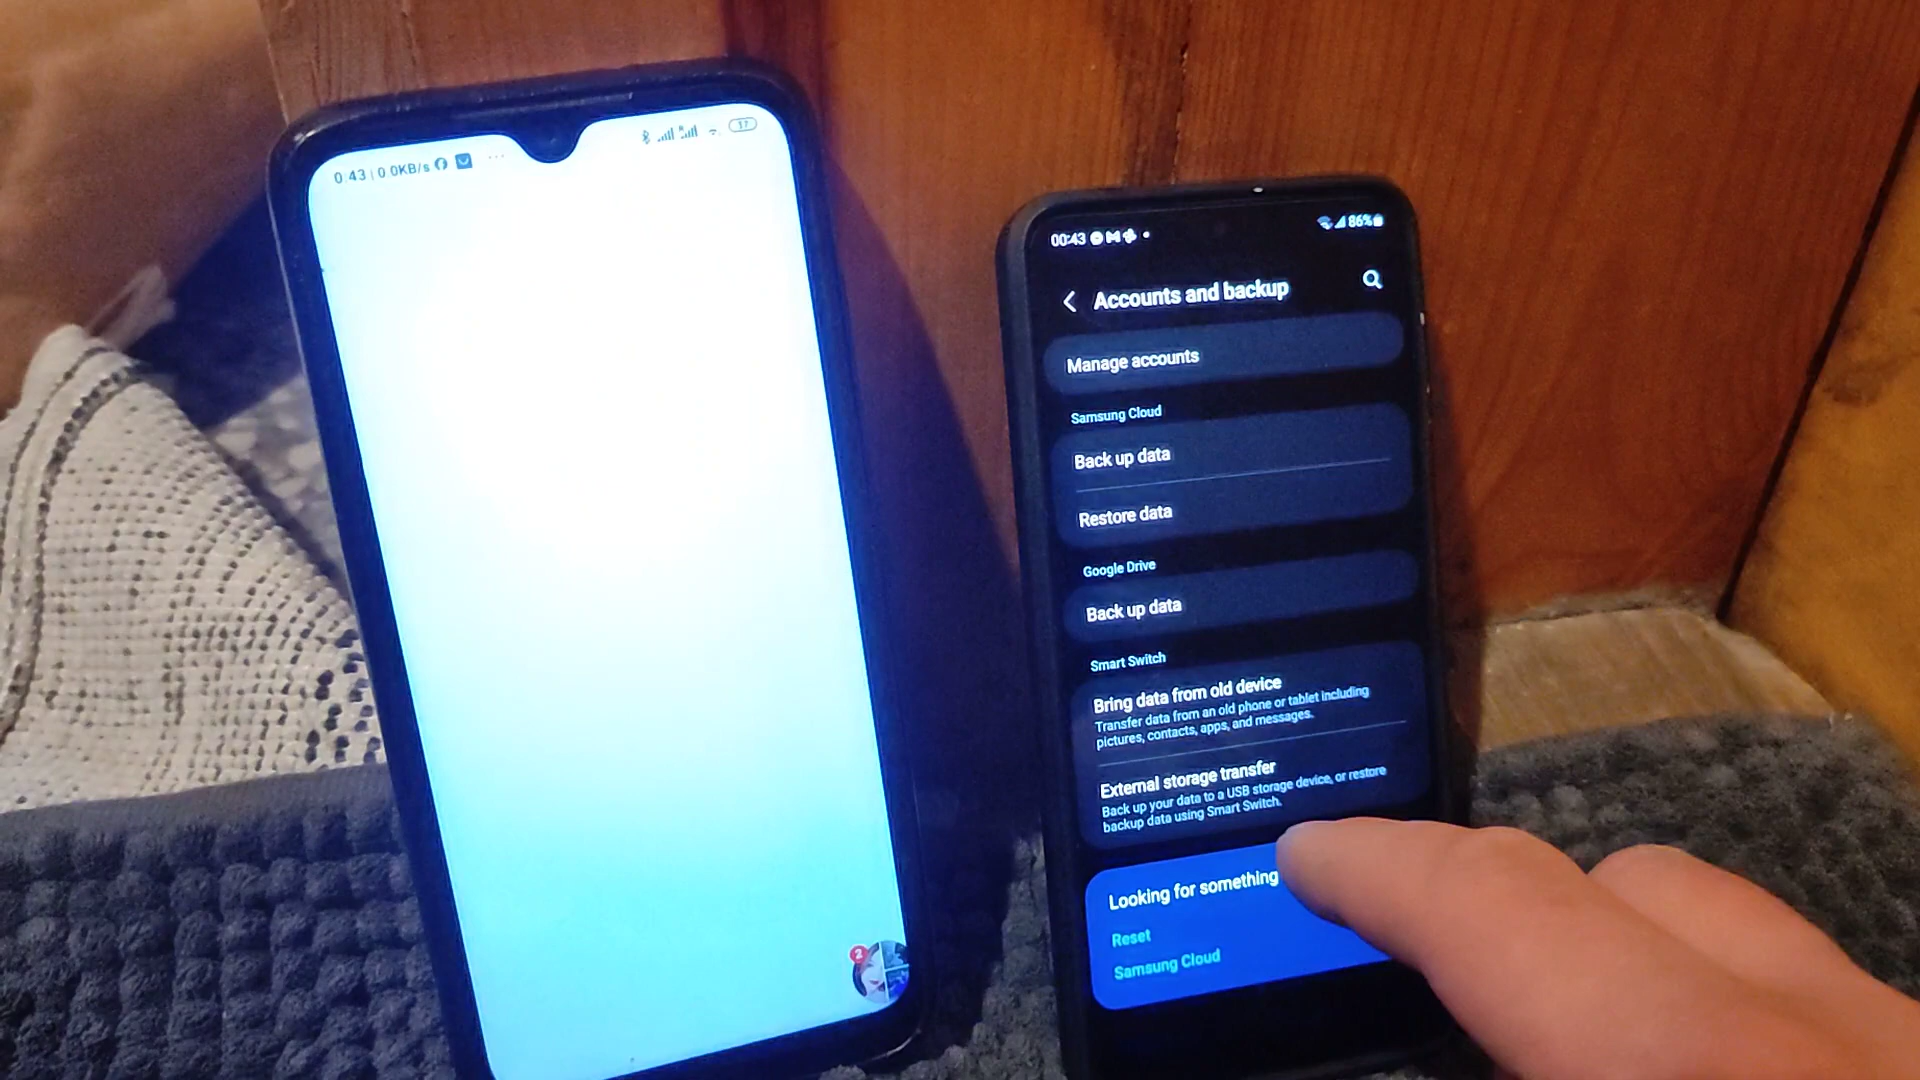 0:43 | 0.0KB/s
17
2
00:43
86%
Accounts and backup
Manage accounts
Samsung Cloud
Back up data
Restore data
Google Drive
Back up data
Smart Switch
Bring data from old device
Transfer data from an old phone or tablet including
pictures, contacts, apps, and messages.
External storage transfer
Back up your data to a USB storage device, or restore
backup data using Smart Switch.
Looking for something
Reset
Samsung Cloud